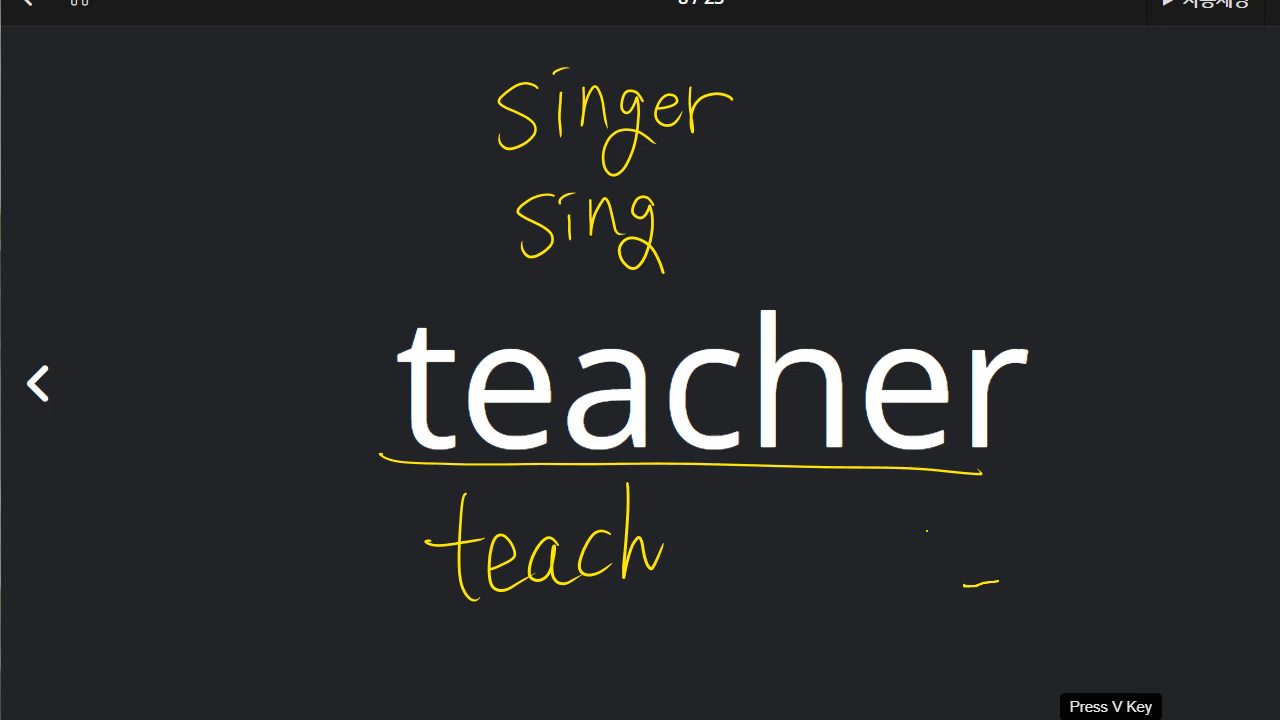 singer
sing
teacher
teach
Press V Key